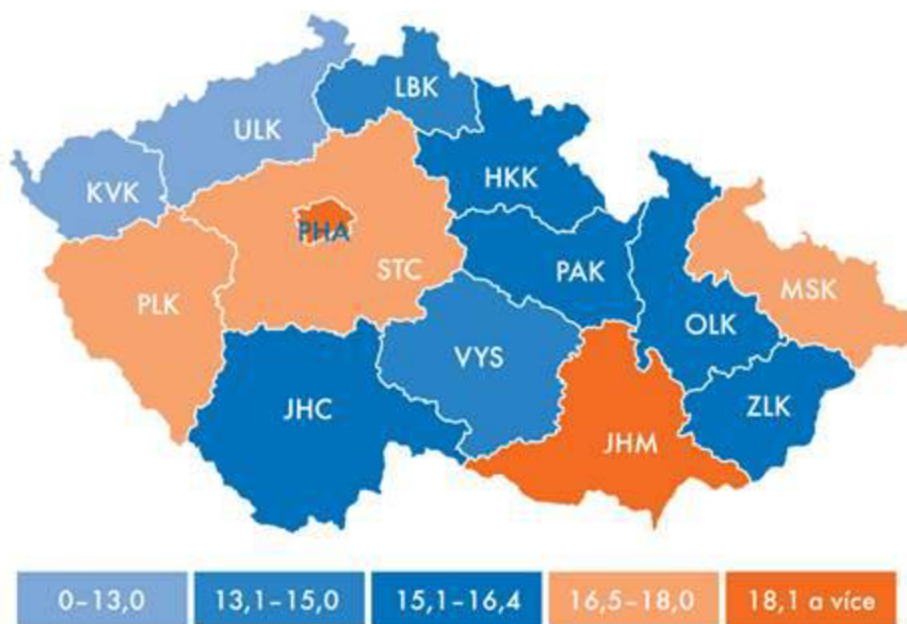 LBK
ULK
HKK
KVK
PHA
STC
PAK
MSK
PLK
OLK
VYS
JHC
ZLK
JHM
0–13,0
13,1–15,0
15,1–16,4
16,5–18,0
18,1 a více